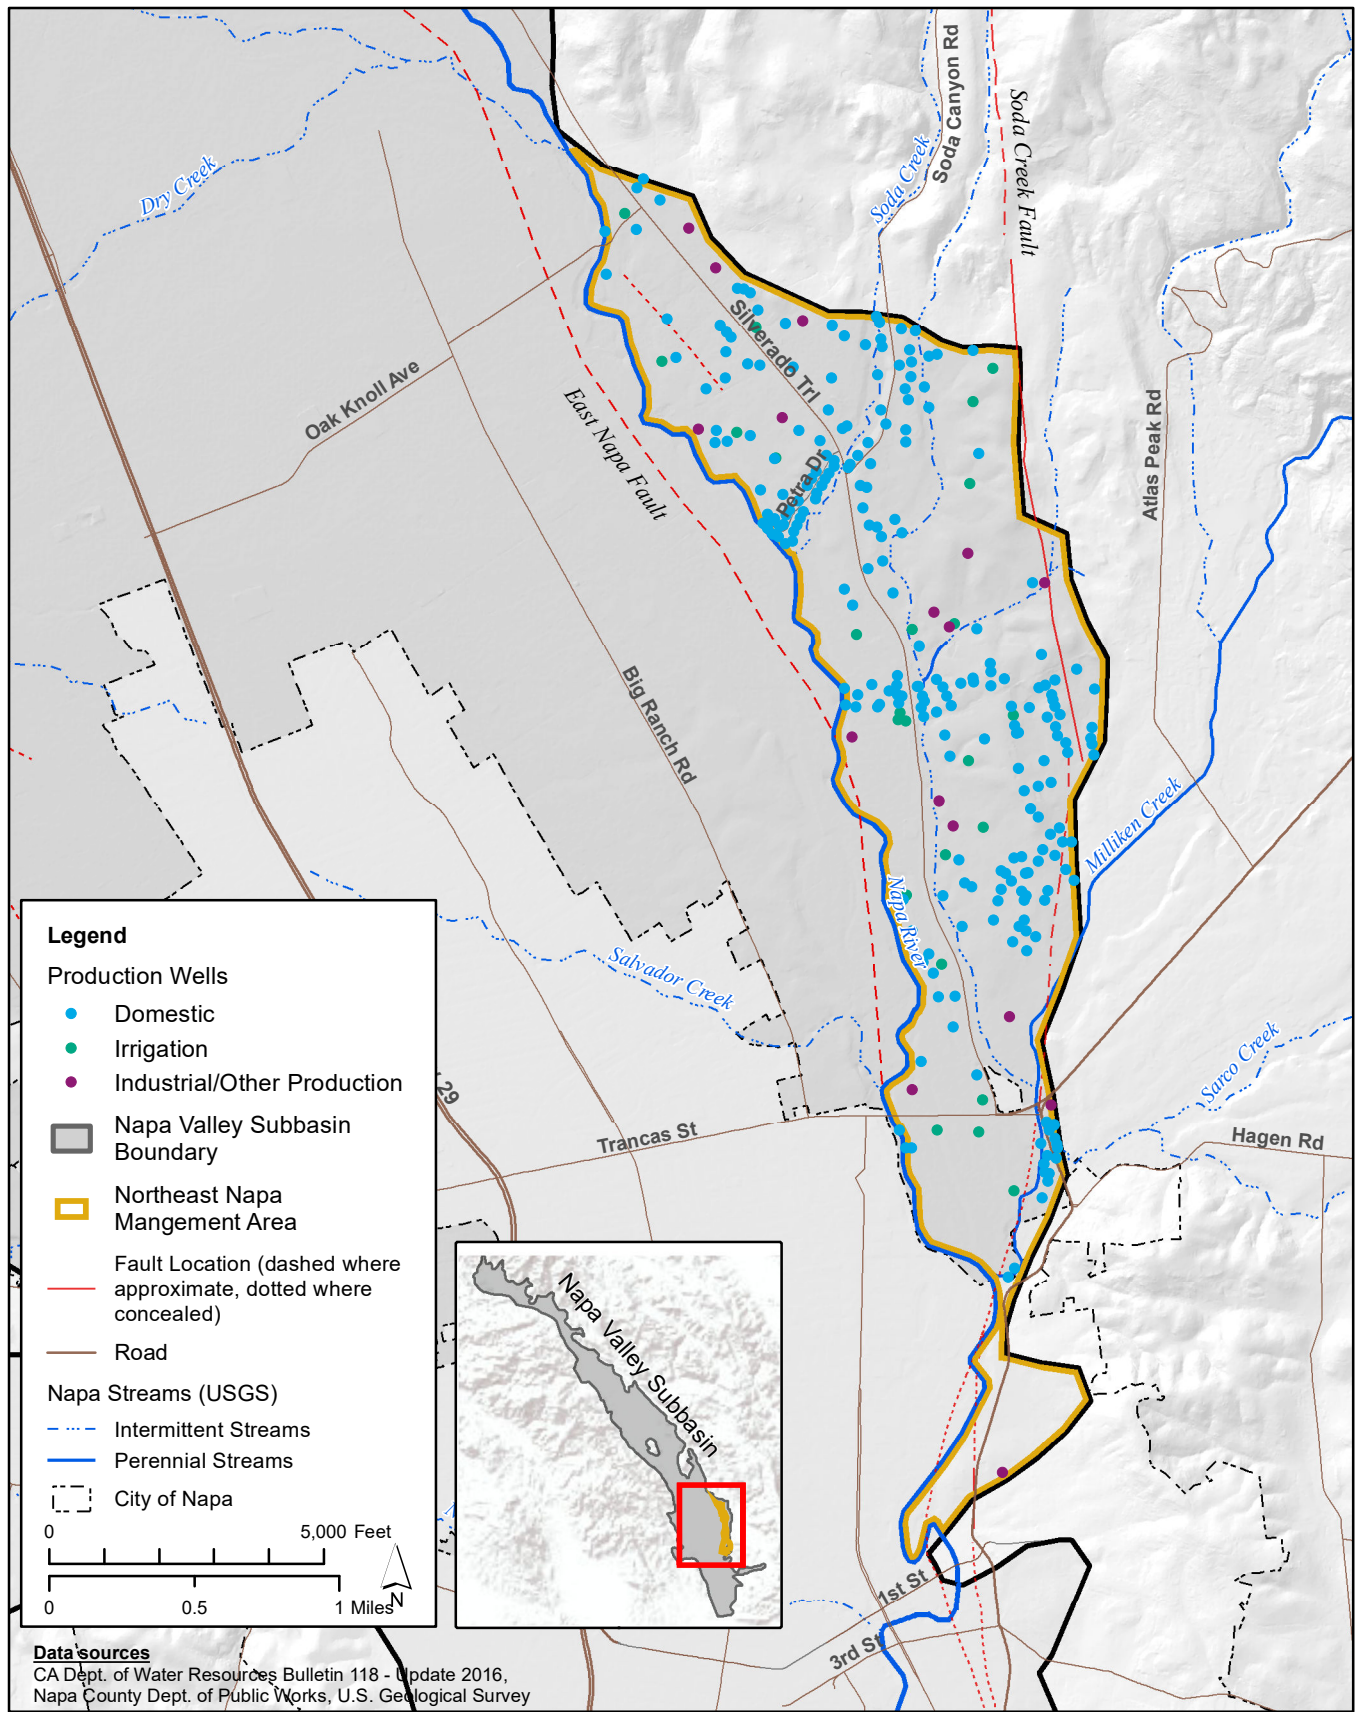 Soda Canyon Rd
Soda Creek
Soda Creek Fault
Dry Creek
Silverado Trl
Oak Knoll Ave
East Napa Fault
Petra Dr
Atlas Peak Rd
Big Ranch Rd
Milliken Creek
Napa River
Salvador Creek
Sarco Creek
Trancas St
Hagen Rd
29
1st St
3rd St
Legend
Production Wells
Domestic
Irrigation
Industrial/Other Production
Napa Valley Subbasin
Boundary
Northeast Napa
Mangement Area
Fault Location (dashed where
approximate, dotted where
concealed)
Road
Napa Streams (USGS)
Intermittent Streams
Perennial Streams
City of Napa
0 5,000 Feet
0 0.5 1 Miles
N
Napa Valley Subbasin
Data sources
CA Dept. of Water Resources Bulletin 118 - Update 2016,
Napa County Dept. of Public Works, U.S. Geological Survey